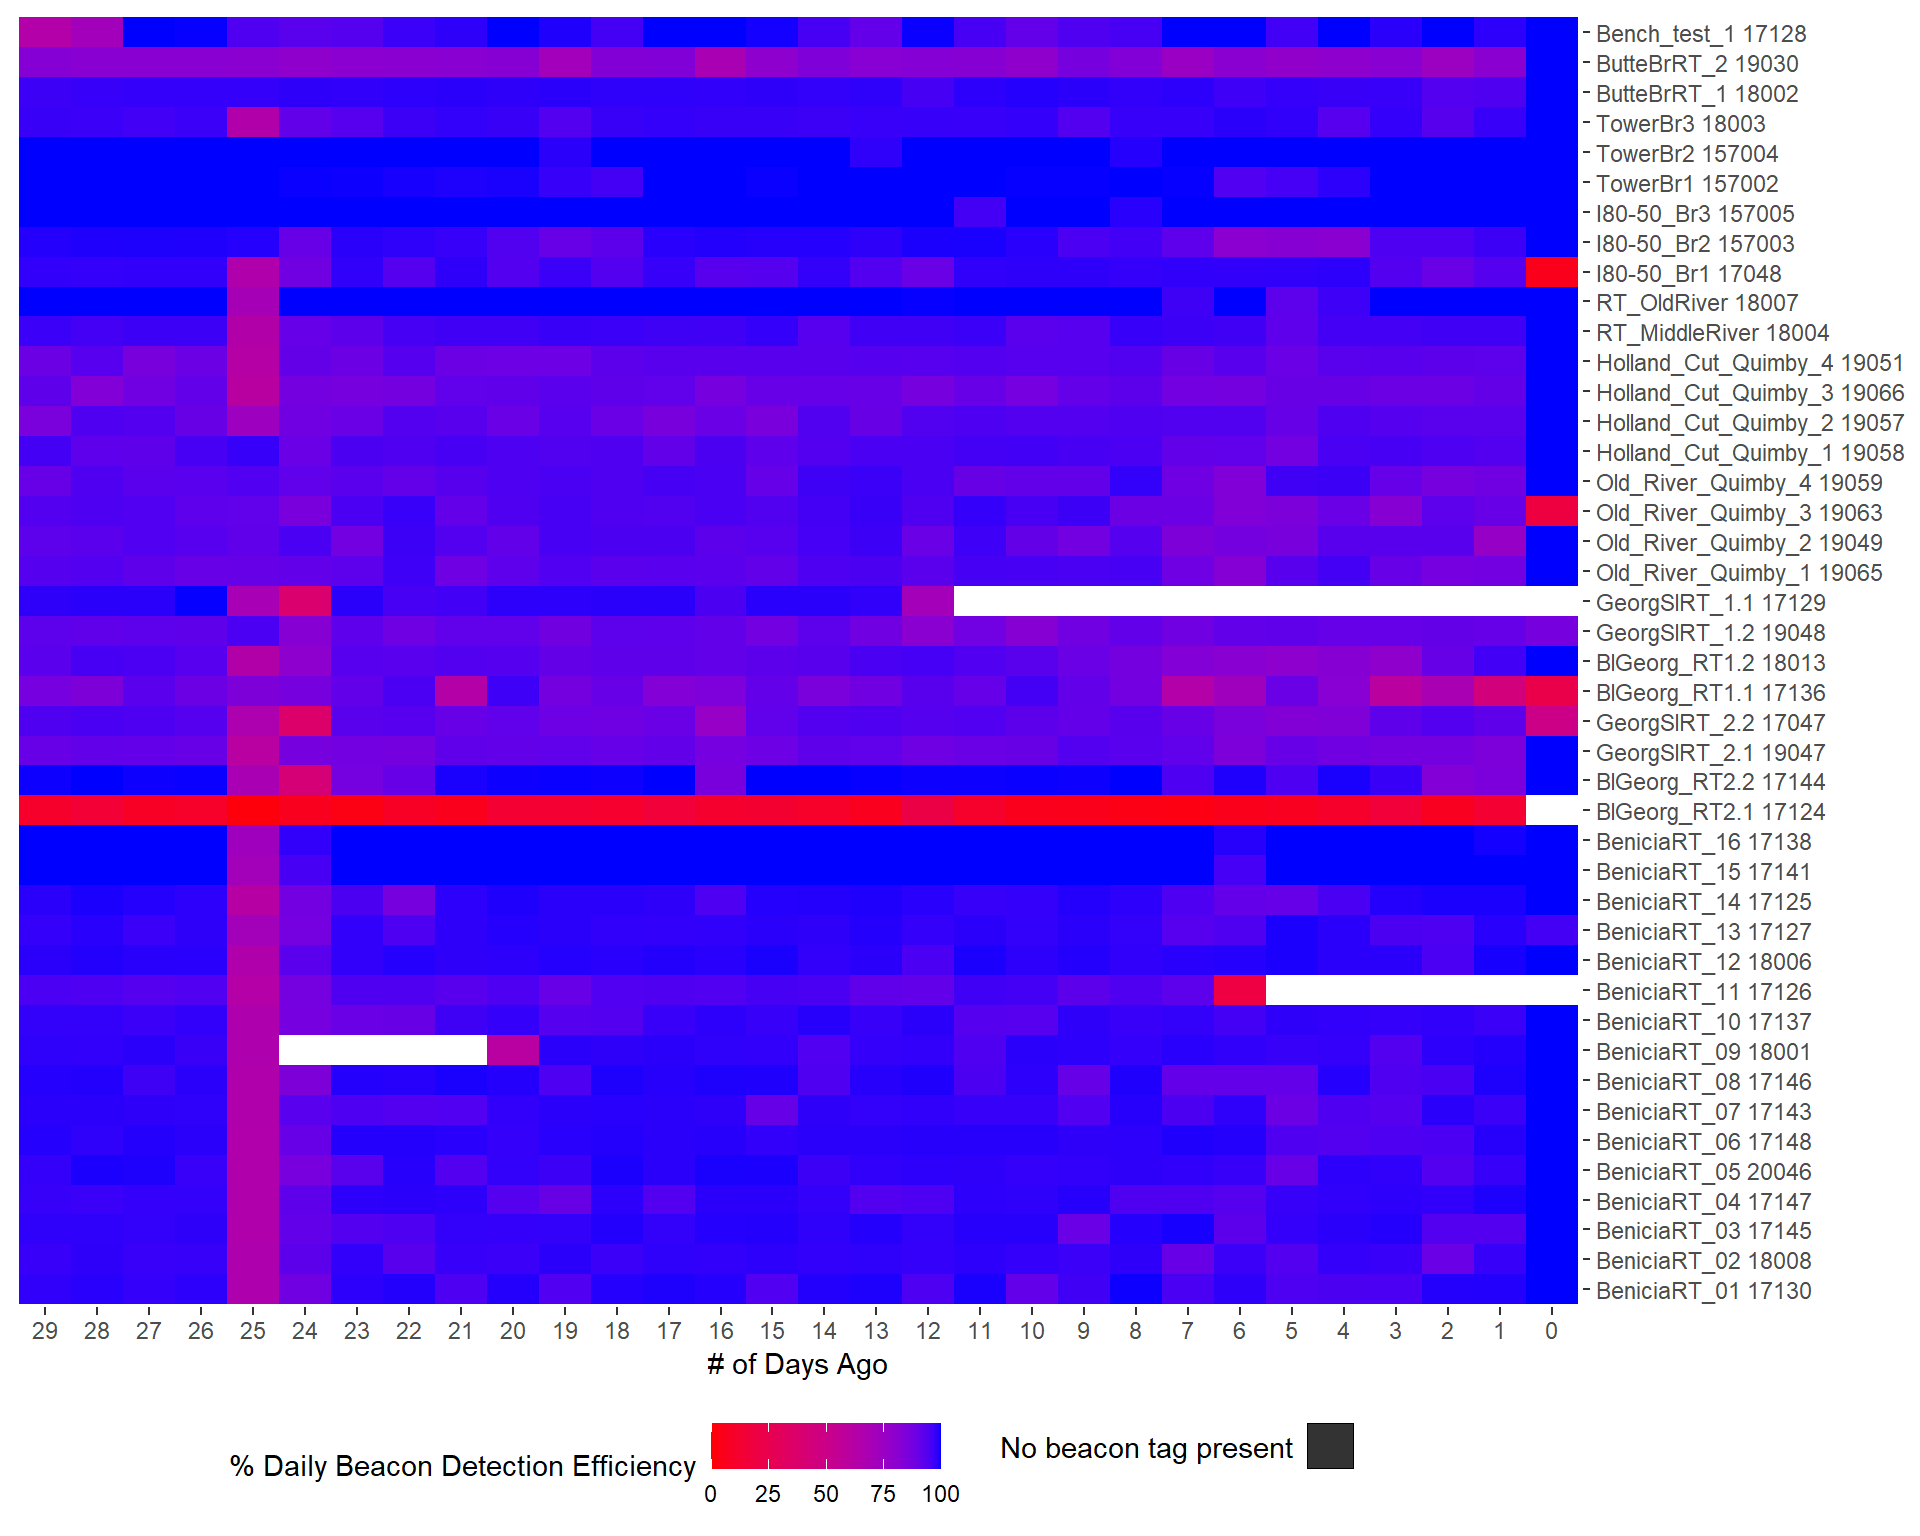 Bench_test_1 17128
ButteBrRT_2 19030
ButteBrRT_1 18002
TowerBr3 18003
TowerBr2 157004
TowerBr1 157002
I80-50_Br3 157005
I80-50_Br2 157003
I80-50_Br1 17048
RT_OldRiver 18007
RT_MiddleRiver 18004
Holland_Cut_Quimby_4 19051
Holland_Cut_Quimby_3 19066
Holland_Cut_Quimby_2 19057
Holland_Cut_Quimby_1 19058
Old_River_Quimby_4 19059
Old_River_Quimby_3 19063
Old_River_Quimby_2 19049
Old_River_Quimby_1 19065
GeorgSlRT_1.1 17129
GeorgSlRT_1.2 19048
BlGeorg_RT1.2 18013
BlGeorg_RT1.1 17136
GeorgSlRT_2.2 17047
GeorgSlRT_2.1 19047
BlGeorg_RT2.2 17144
BlGeorg_RT2.1 17124
BeniciaRT_16 17138
BeniciaRT_15 17141
BeniciaRT_14 17125
BeniciaRT_13 17127
BeniciaRT_12 18006
BeniciaRT_11 17126
BeniciaRT_10 17137
BeniciaRT_09 18001
BeniciaRT_08 17146
BeniciaRT_07 17143
BeniciaRT_06 17148
BeniciaRT_05 20046
BeniciaRT_04 17147
BeniciaRT_03 17145
BeniciaRT_02 18008
BeniciaRT_01 17130
29 28 27 26 25 24 23 22 21 20 19 18 17 16 15 14 13 12 11 10 9 8 7 6 5 4 3 2 1 0
# of Days Ago
% Daily Beacon Detection Efficiency
0 25 50 75 100
No beacon tag present